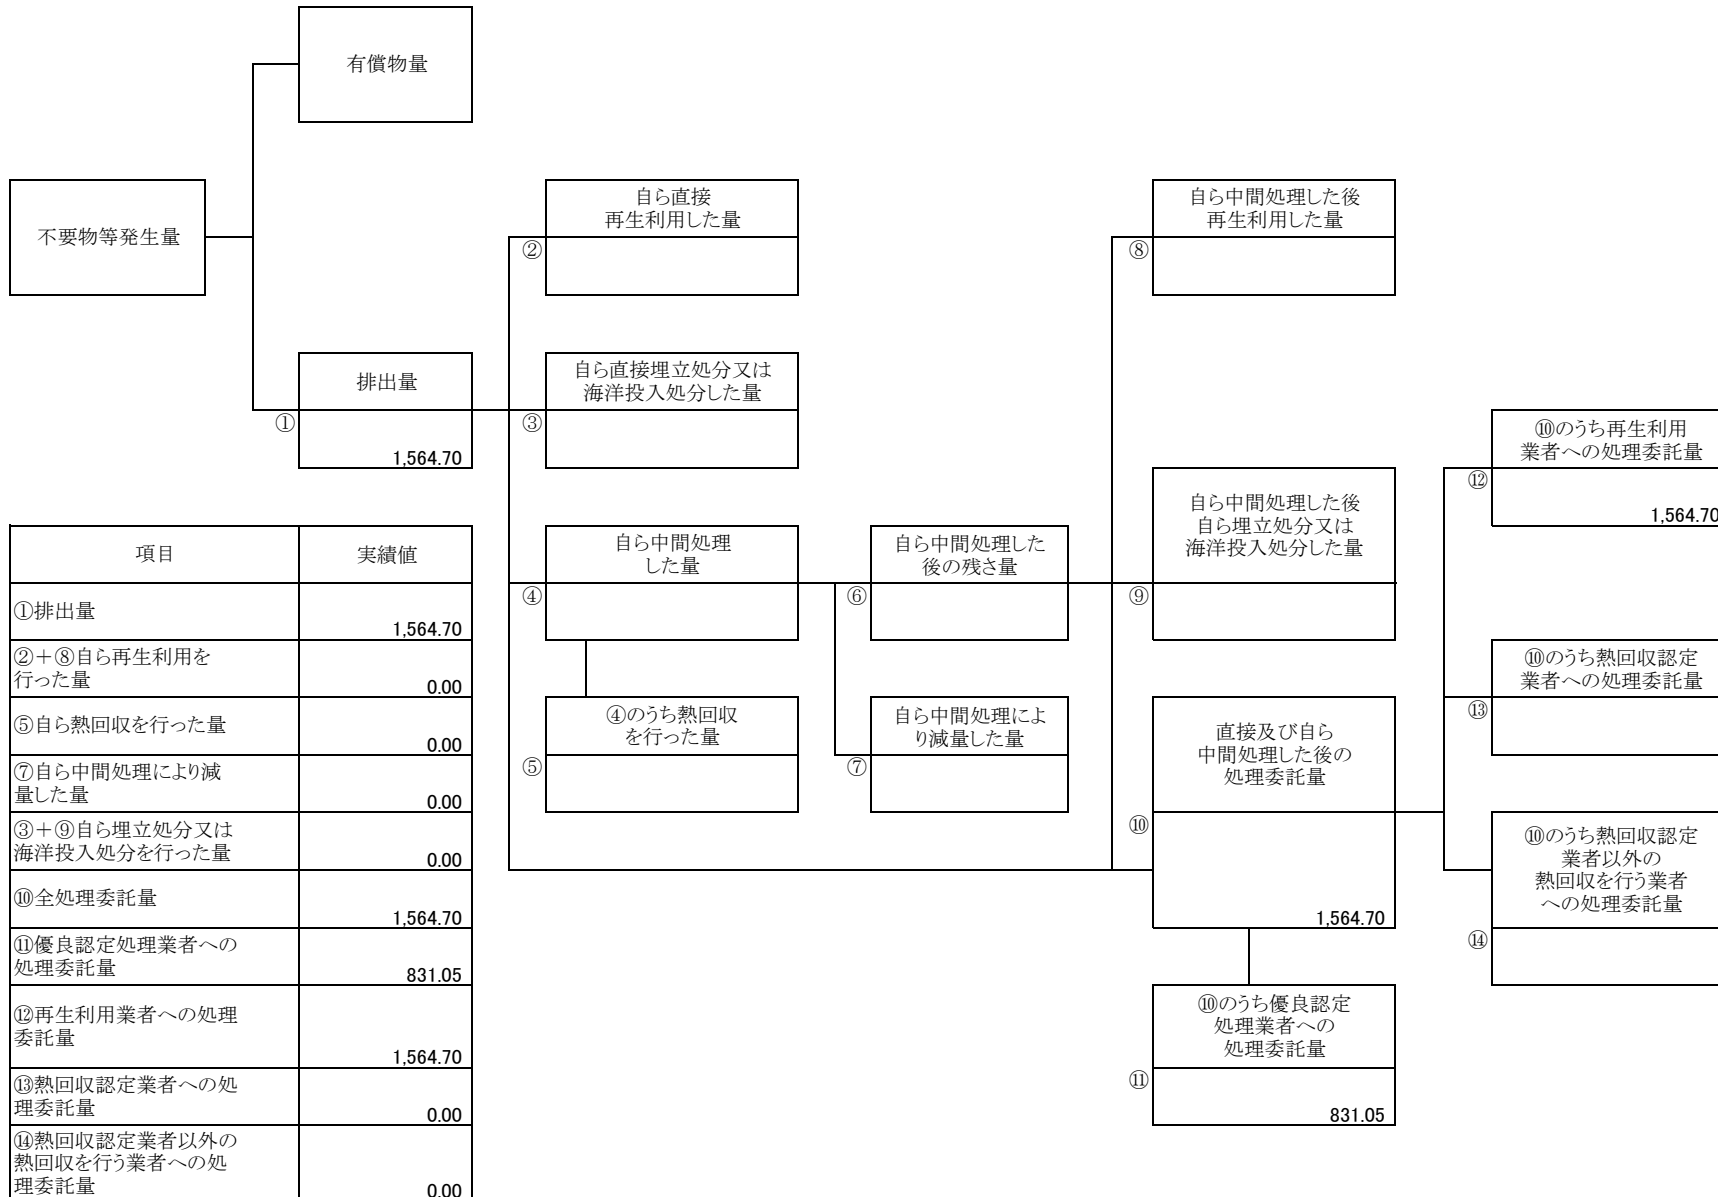 有償物量
不要物等発生量
自ら直接
再生利用した量
②
自ら中間処理した後
再生利用した量
⑧
排出量
①
1,564.70
自ら直接埋立処分又は
海洋投入処分した量
③
⑩のうち再生利用
業者への処理委託量
⑫
1,564.70
自ら中間処理
した量
④
自ら中間処理した
後の残さ量
⑥
自ら中間処理した後
自ら埋立処分又は
海洋投入処分した量
⑨
⑩のうち熱回収認定
業者への処理委託量
⑬
④のうち熱回収
を行った量
⑤
自ら中間処理によ
り減量した量
⑦
直接及び自ら
中間処理した後の
処理委託量
⑩
1,564.70
⑩のうち熱回収認定
業者以外の
熱回収を行う業者
への処理委託量
⑭
⑩のうち優良認定
処理業者への
処理委託量
⑪
831.05
項目 実績値
①排出量
1,564.70
②+⑧自ら再生利用を
行った量
0.00
⑤自ら熱回収を行った量
0.00
⑦自ら中間処理により減
量した量
0.00
③+⑨自ら埋立処分又は
海洋投入処分を行った量
0.00
⑩全処理委託量
1,564.70
⑪優良認定処理業者への
処理委託量
831.05
⑫再生利用業者への処理
委託量
1,564.70
⑬熱回収認定業者への処
理委託量
0.00
⑭熱回収認定業者以外の
熱回収を行う業者への処
理委託量
0.00